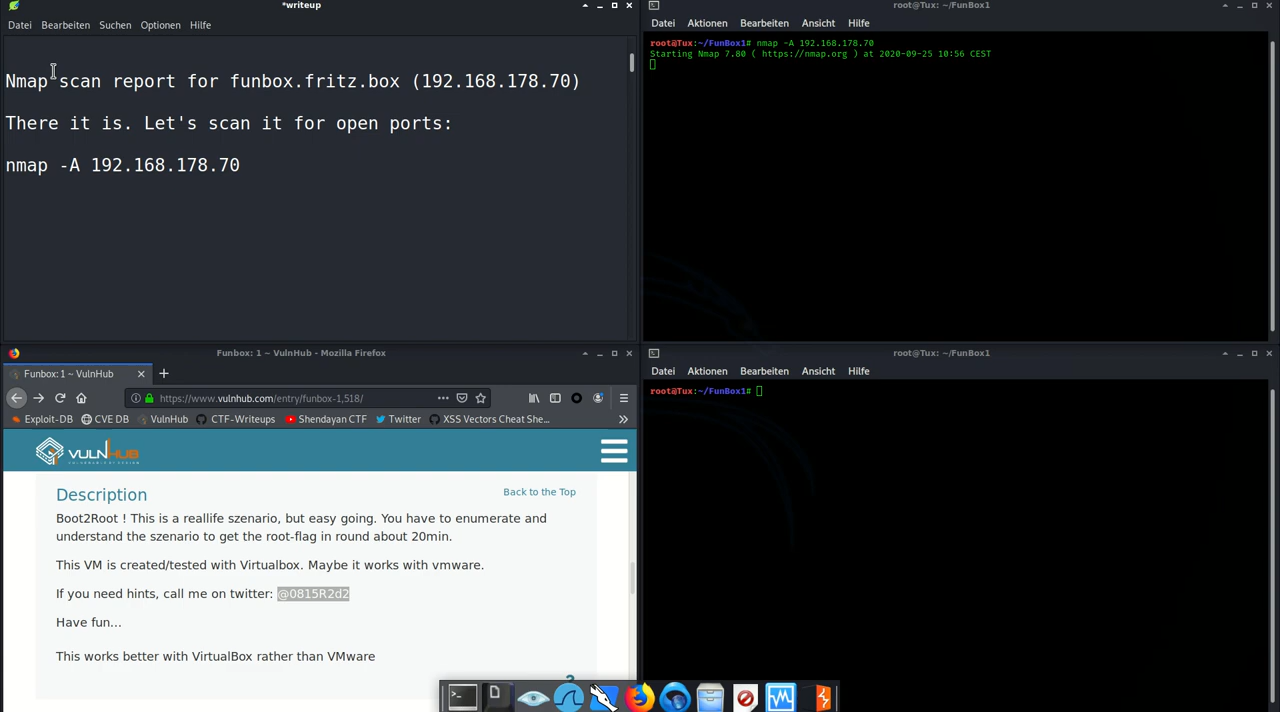 *writeup
Datei Bearbeiten Suchen Optionen Hilfe
Nmap scan report for funbox.fritz.box (192.168.178.70)
There it is. Let's scan it for open ports:
nmap -A 192.168.178.70
root@Tux: ~/FunBox1
Datei Aktionen Bearbeiten Ansicht Hilfe
root@Tux:~/FunBox1# nmap -A 192.168.178.70
Starting Nmap 7.80 ( https://nmap.org ) at 2020-09-25 10:56 CEST
Funbox: 1 ~ VulnHub - Mozilla Firefox
Funbox: 1 ~ VulnHub
https://www.vulnhub.com/entry/funbox-1,518/
Exploit-DB CVE DB VulnHub CTF-Writeups Shendayan CTF Twitter XSS Vectors Cheat She...
VULNHUB
Description
Back to the Top
Boot2Root ! This is a reallife szenario, but easy going. You have to enumerate and
understand the szenario to get the root-flag in round about 20min.
This VM is created/tested with Virtualbox. Maybe it works with vmware.
If you need hints, call me on twitter: @0815R2d2
Have fun...
This works better with VirtualBox rather than VMware
root@Tux: ~/FunBox1
Datei Aktionen Bearbeiten Ansicht Hilfe
root@Tux:~/FunBox1#